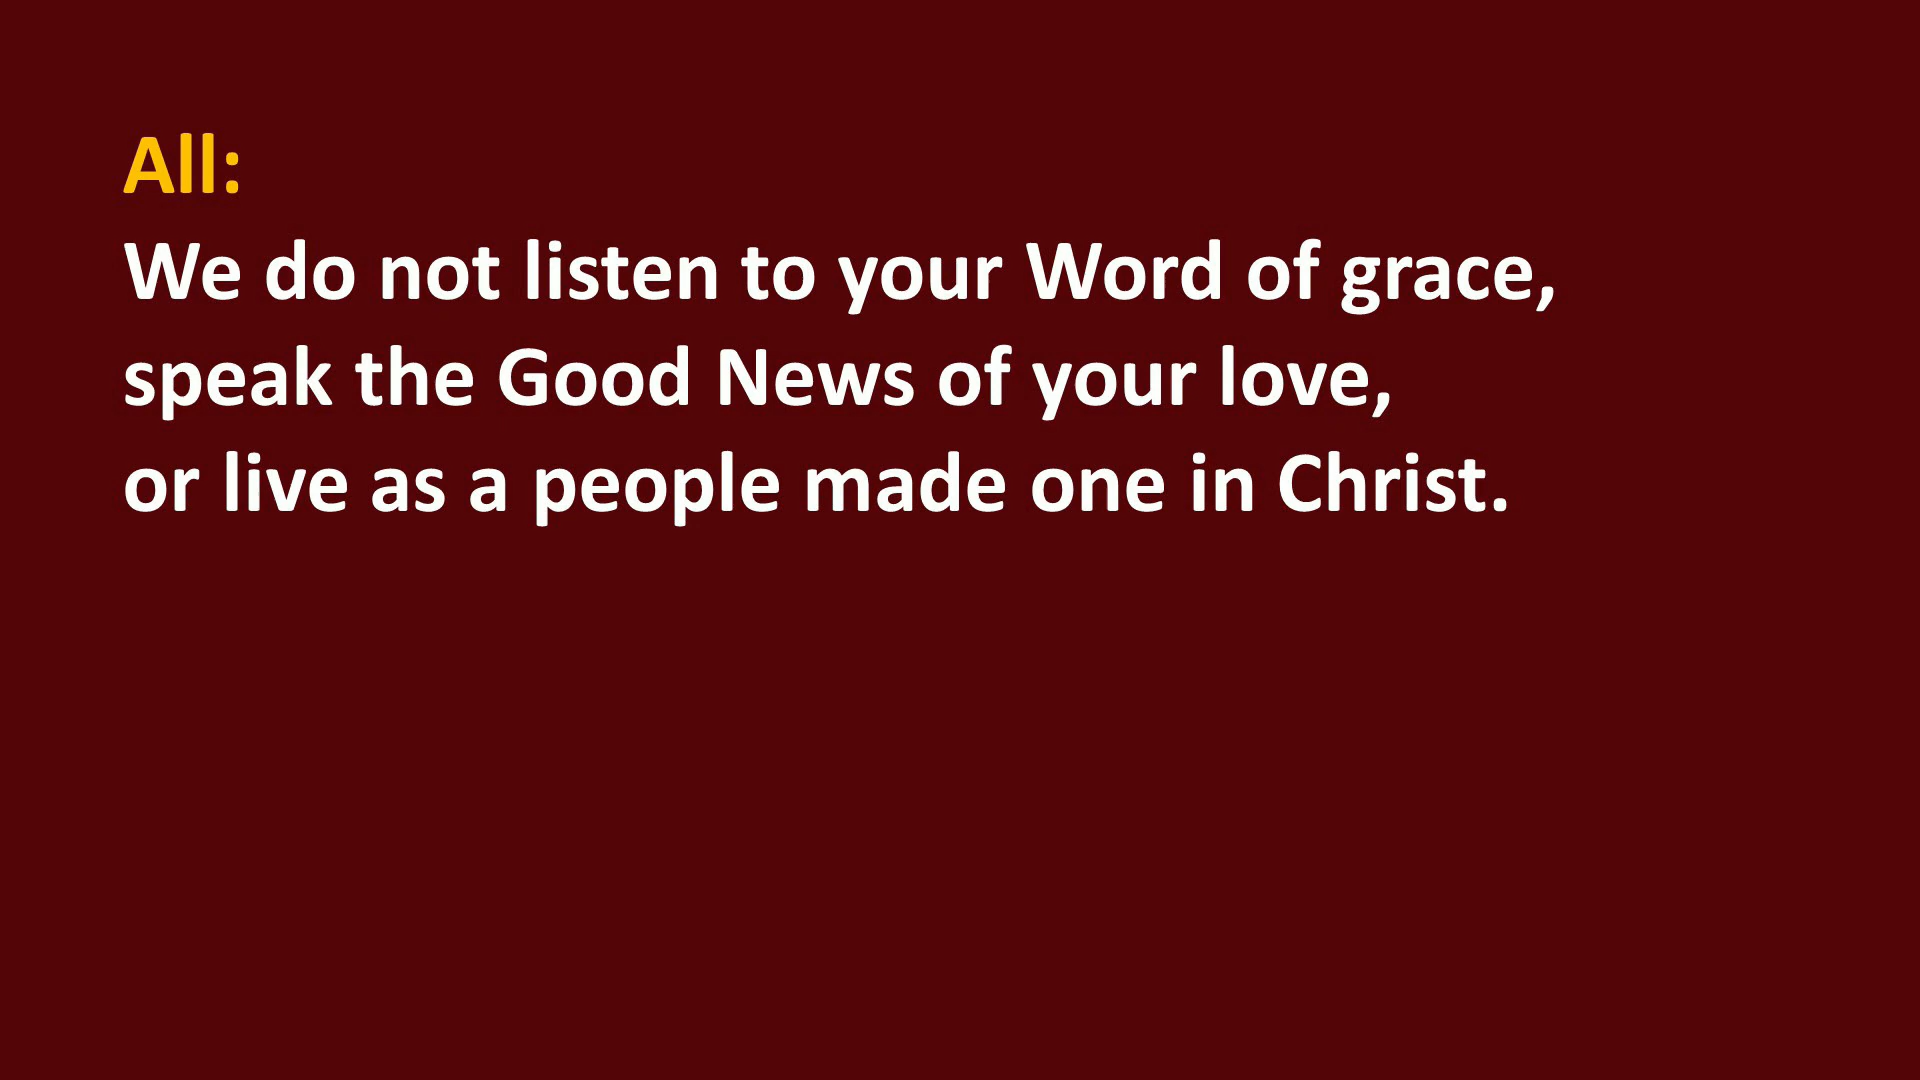 All:
We do not listen to your Word of grace,
speak the Good News of your love,
or live as a people made one in Christ.